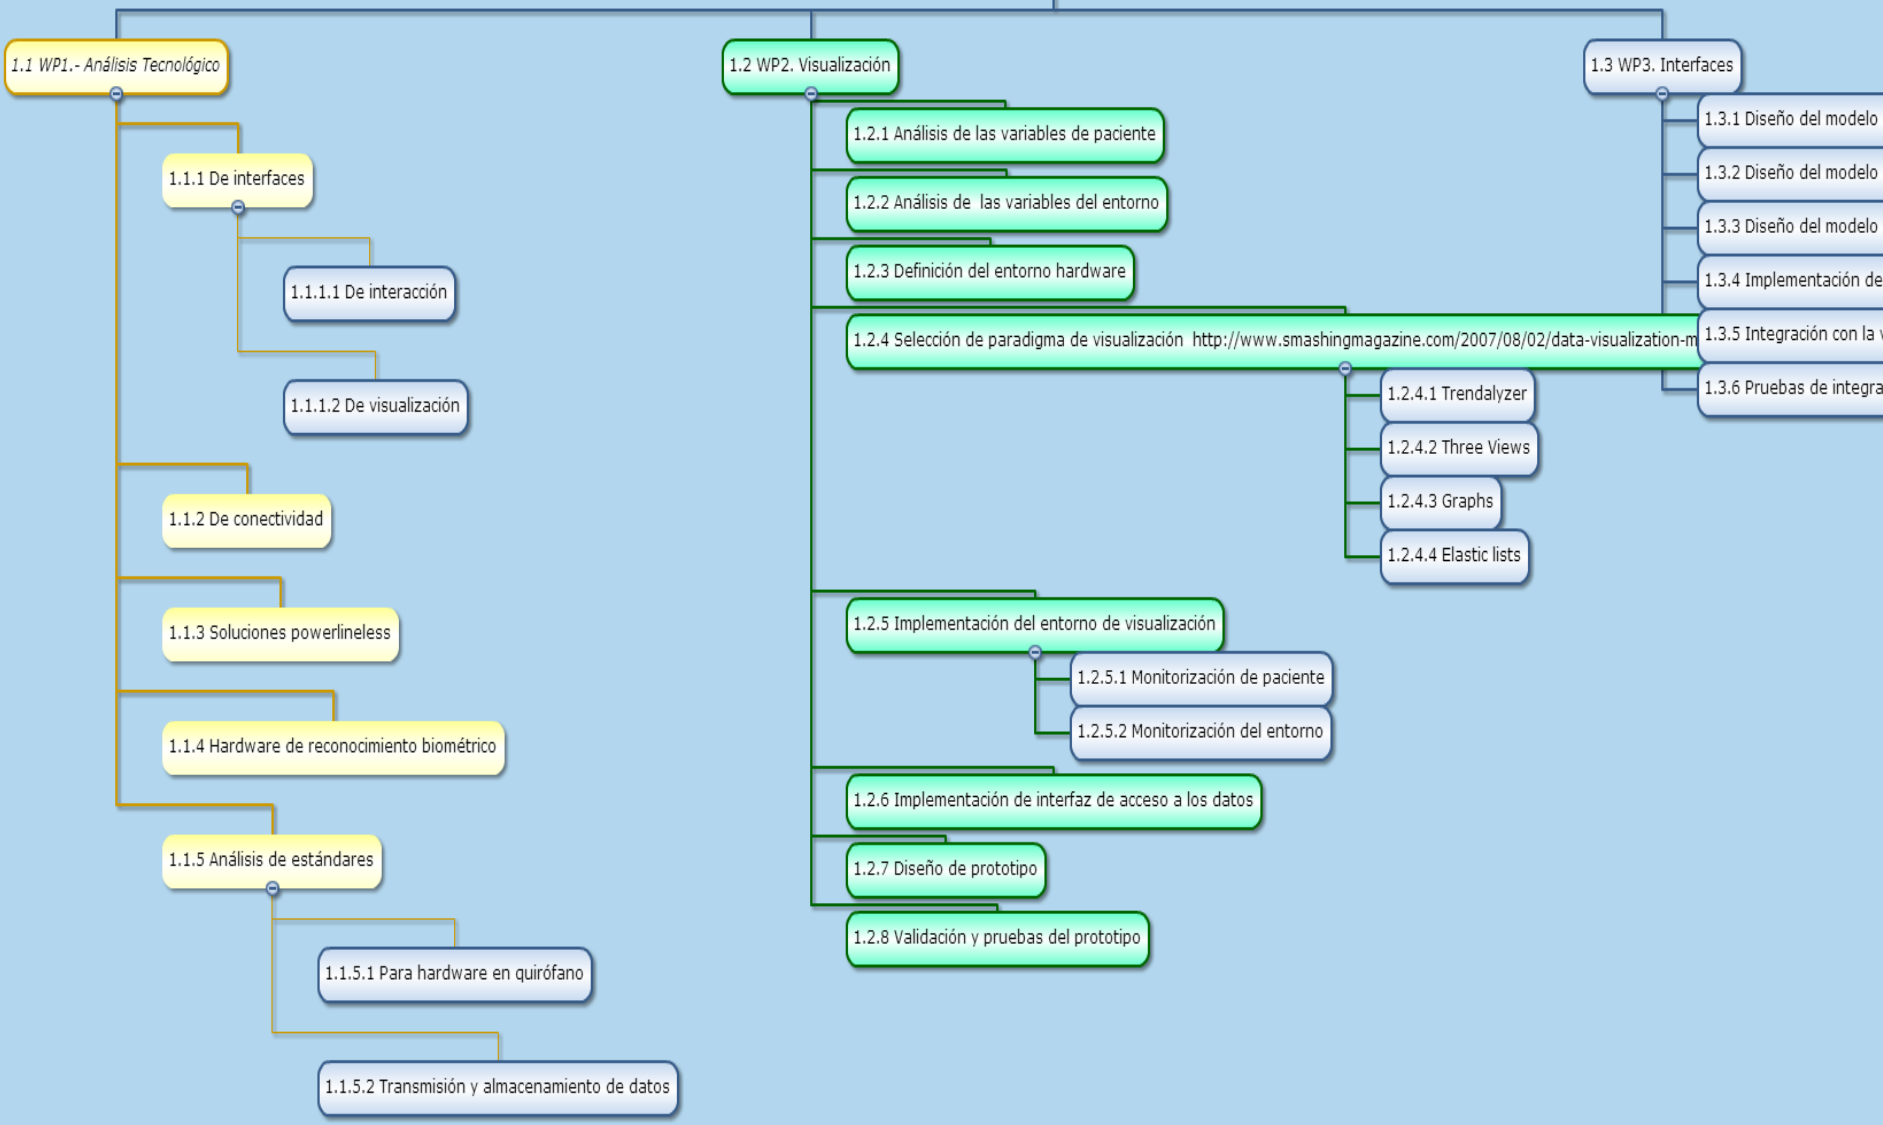 1.1 WP1.- Análisis Tecnológico
1.1.1 De interfaces
1.1.1.1 De interacción
1.1.1.2 De visualización
1.1.2 De conectividad
1.1.3 Soluciones powerlineless
1.1.4 Hardware de reconocimiento biométrico
1.1.5 Análisis de estándares
1.1.5.1 Para hardware en quirófano
1.1.5.2 Transmisión y almacenamiento de datos
1.2 WP2. Visualización
1.2.1 Análisis de las variables de paciente
1.2.2 Análisis de las variables del entorno
1.2.3 Definición del entorno hardware
1.2.4 Selección de paradigma de visualización http://www.smashingmagazine.com/2007/08/02/data-visualization-m
1.2.4.1 Trendalyzer
1.2.4.2 Three Views
1.2.4.3 Graphs
1.2.4.4 Elastic lists
1.2.5 Implementación del entorno de visualización
1.2.5.1 Monitorización de paciente
1.2.5.2 Monitorización del entorno
1.2.6 Implementación de interfaz de acceso a los datos
1.2.7 Diseño de prototipo
1.2.8 Validación y pruebas del prototipo
1.3 WP3. Interfaces
1.3.1 Diseño del modelo
1.3.2 Diseño del modelo
1.3.3 Diseño del modelo
1.3.4 Implementación de
1.3.5 Integración con la
1.3.6 Pruebas de integra